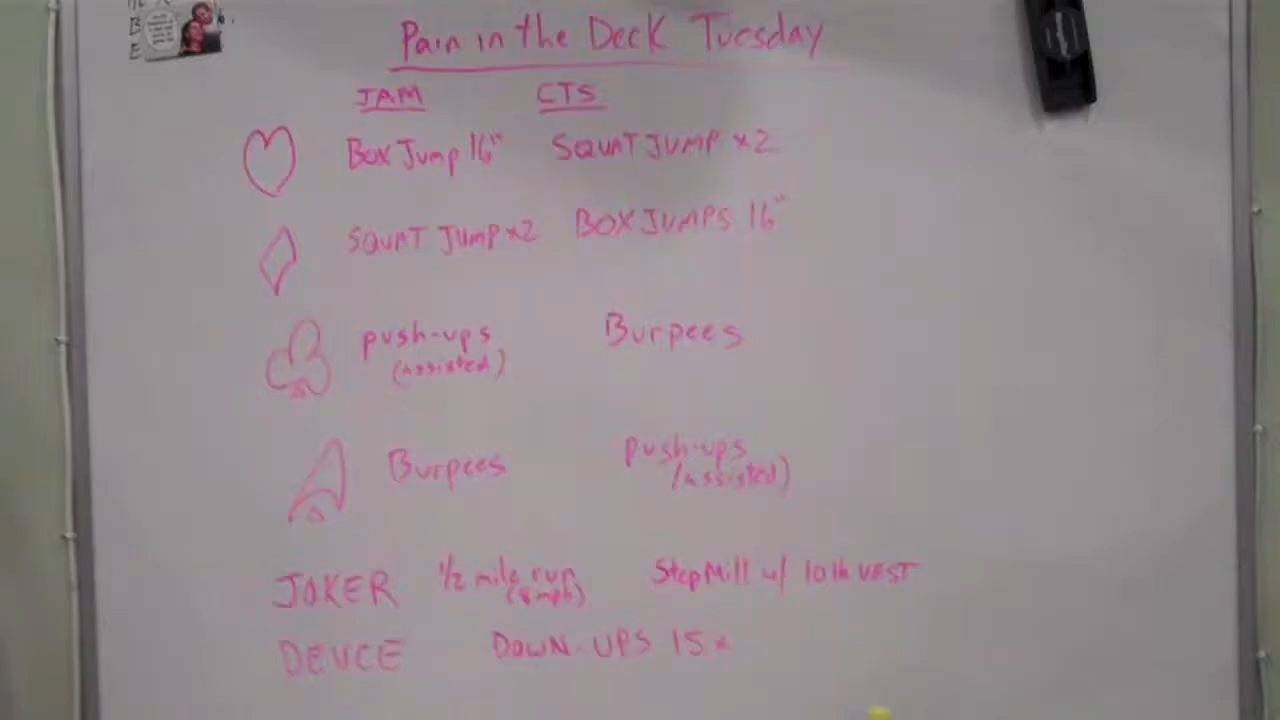 Pain in the Deck Tuesday
JAM CTS
Box Jump 16" SQUAT JUMP x2
SQUAT JUMP x2 BOX JUMPS 16"
push-ups Burpees
(assisted)
Burpees push-ups
(assisted)
JOKER 1/2 mile run StepMill w/ 10lb VEST
(8mph)
DEUCE DOWN-UPS 15x